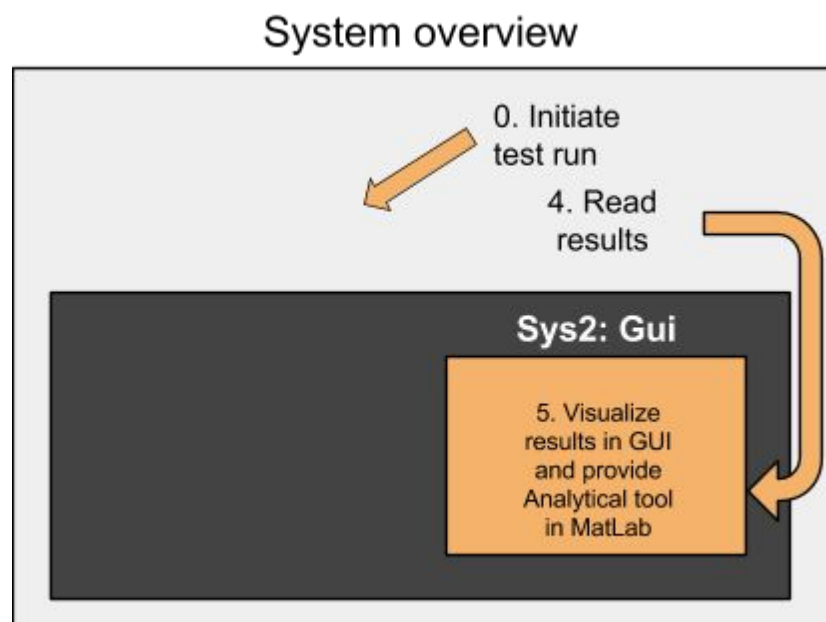 System overview
0. Initiate
test run
4. Read
results
Sys2: Gui
5. Visualize
results in GUI
and provide
Analytical tool
in MatLab